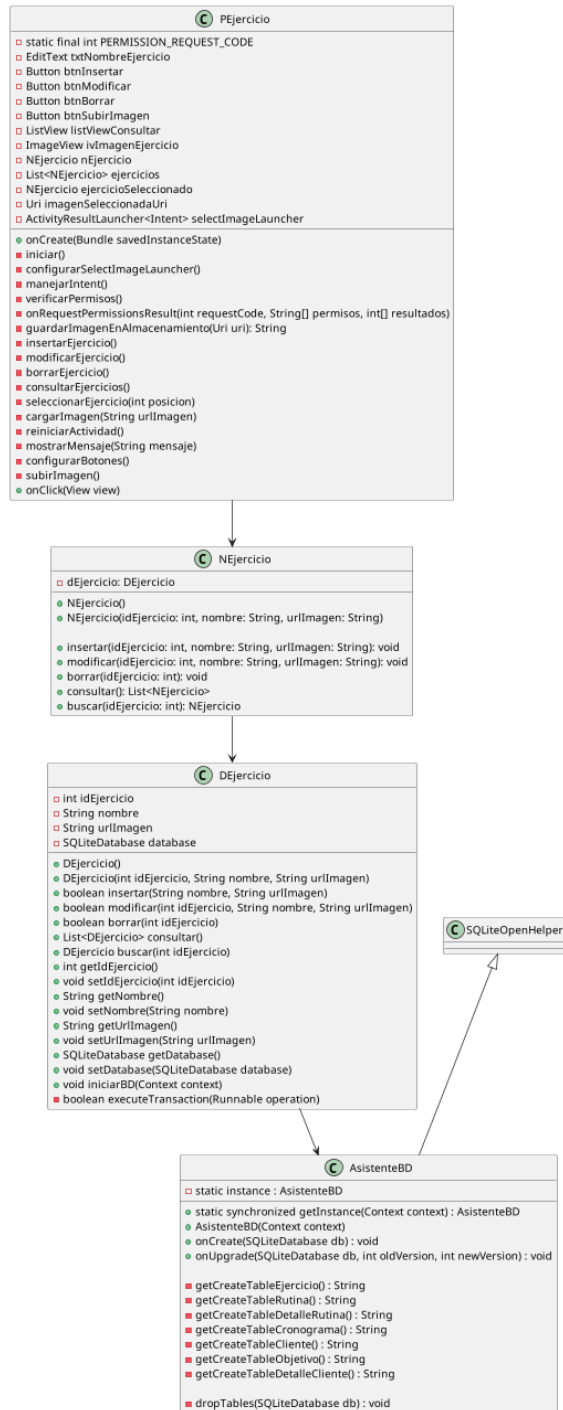 C PEjercicio
static final int PERMISSION_REQUEST_CODE
EditText txtNombreEjercicio
Button btnInsertar
Button btnModificar
Button btnBorrar
Button btnSubirImagen
ListView listViewConsultar
ImageView ivImagenEjercicio
NEjercicio nEjercicio
List<NEjercicio> ejercicios
NEjercicio ejercicioSeleccionado
Uri imagenSeleccionadaUri
ActivityResultLauncher<Intent> selectImageLauncher
onCreate(Bundle savedInstanceState)
iniciar()
configurarSelectImageLauncher()
manejarIntent()
verificarPermisos()
onRequestPermissionsResult(int requestCode, String[] permisos, int[] resultados)
guardarImagenEnAlmacenamiento(Uri uri): String
insertarEjercicio()
modificarEjercicio()
borrarEjercicio()
consultarEjercicios()
seleccionarEjercicio(int posicion)
cargarImagen(String urlImagen)
reiniciarActividad()
mostrarMensaje(String mensaje)
configurarBotones()
subirImagen()
onClick(View view)
C NEjercicio
dEjercicio: DEjercicio
NEjercicio()
NEjercicio(idEjercicio: int, nombre: String, urlImagen: String)
insertar(idEjercicio: int, nombre: String, urlImagen: String): void
modificar(idEjercicio: int, nombre: String, urlImagen: String): void
borrar(idEjercicio: int): void
consultar(): List<NEjercicio>
buscar(idEjercicio: int): NEjercicio
C DEjercicio
int idEjercicio
String nombre
String urlImagen
SQLiteDatabase database
DEjercicio()
DEjercicio(int idEjercicio, String nombre, String urlImagen)
boolean insertar(String nombre, String urlImagen)
boolean modificar(int idEjercicio, String nombre, String urlImagen)
boolean borrar(int idEjercicio)
List<DEjercicio> consultar()
DEjercicio buscar(int idEjercicio)
int getIdEjercicio()
void setIdEjercicio(int idEjercicio)
String getNombre()
void setNombre(String nombre)
String getUrlImagen()
void setUrlImagen(String urlImagen)
SQLiteDatabase getDatabase()
void setDatabase(SQLiteDatabase database)
void iniciarBD(Context context)
boolean executeTransaction(Runnable operation)
C SQLiteOpenHelper
C AsistenteBD
static instance : AsistenteBD
static synchronized getInstance(Context context) : AsistenteBD
AsistenteBD(Context context)
onCreate(SQLiteDatabase db) : void
onUpgrade(SQLiteDatabase db, int oldVersion, int newVersion) : void
getCreateTableEjercicio() : String
getCreateTableRutina() : String
getCreateTableDetalleRutina() : String
getCreateTableCronograma() : String
getCreateTableCliente() : String
getCreateTableObjetivo() : String
getCreateTableDetalleCliente() : String
dropTables(SQLiteDatabase db) : void